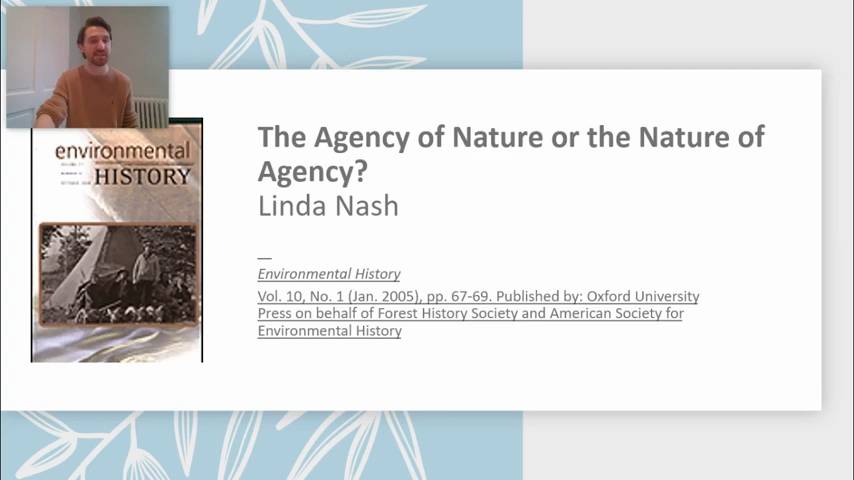 environmental
HISTORY
The Agency of Nature or the Nature of
Agency?
Linda Nash
Environmental History
Vol. 10, No. 1 (Jan. 2005), pp. 67-69. Published by: Oxford University
Press on behalf of Forest History Society and American Society for
Environmental History